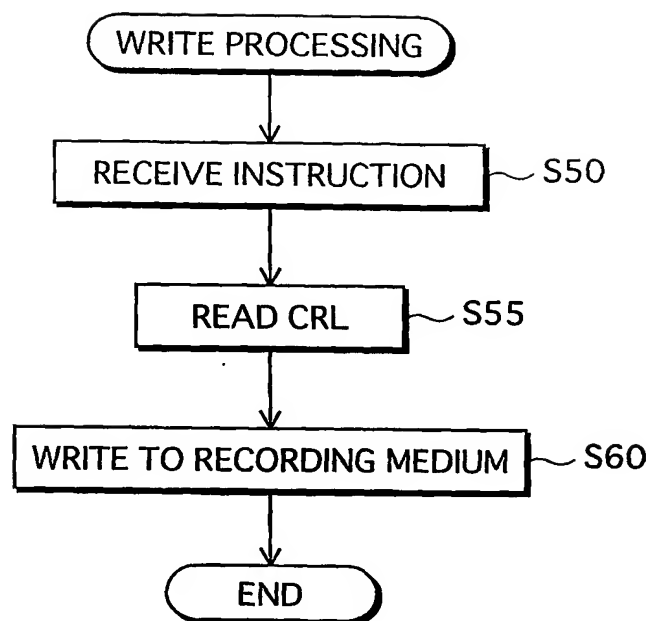 WRITE PROCESSING
RECEIVE INSTRUCTION S50
READ CRL S55
WRITE TO RECORDING MEDIUM S60
END